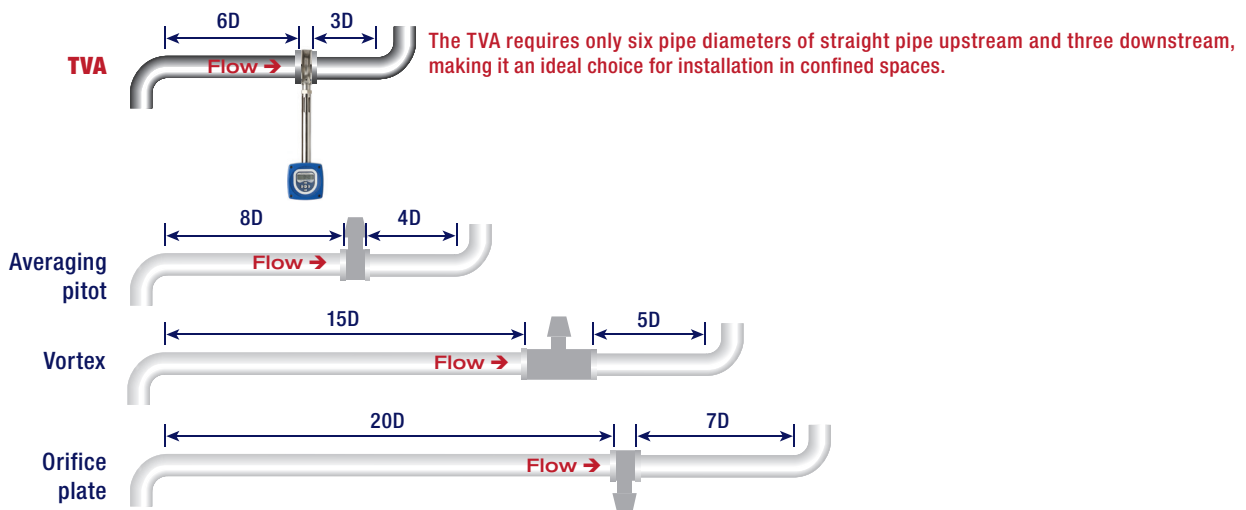 6D 3D
TVA
Flow →
The TVA requires only six pipe diameters of straight pipe upstream and three downstream,
making it an ideal choice for installation in confined spaces.
8D 4D
Averaging
pitot
Flow →
15D 5D
Vortex
Flow →
20D 7D
Orifice
plate
Flow →